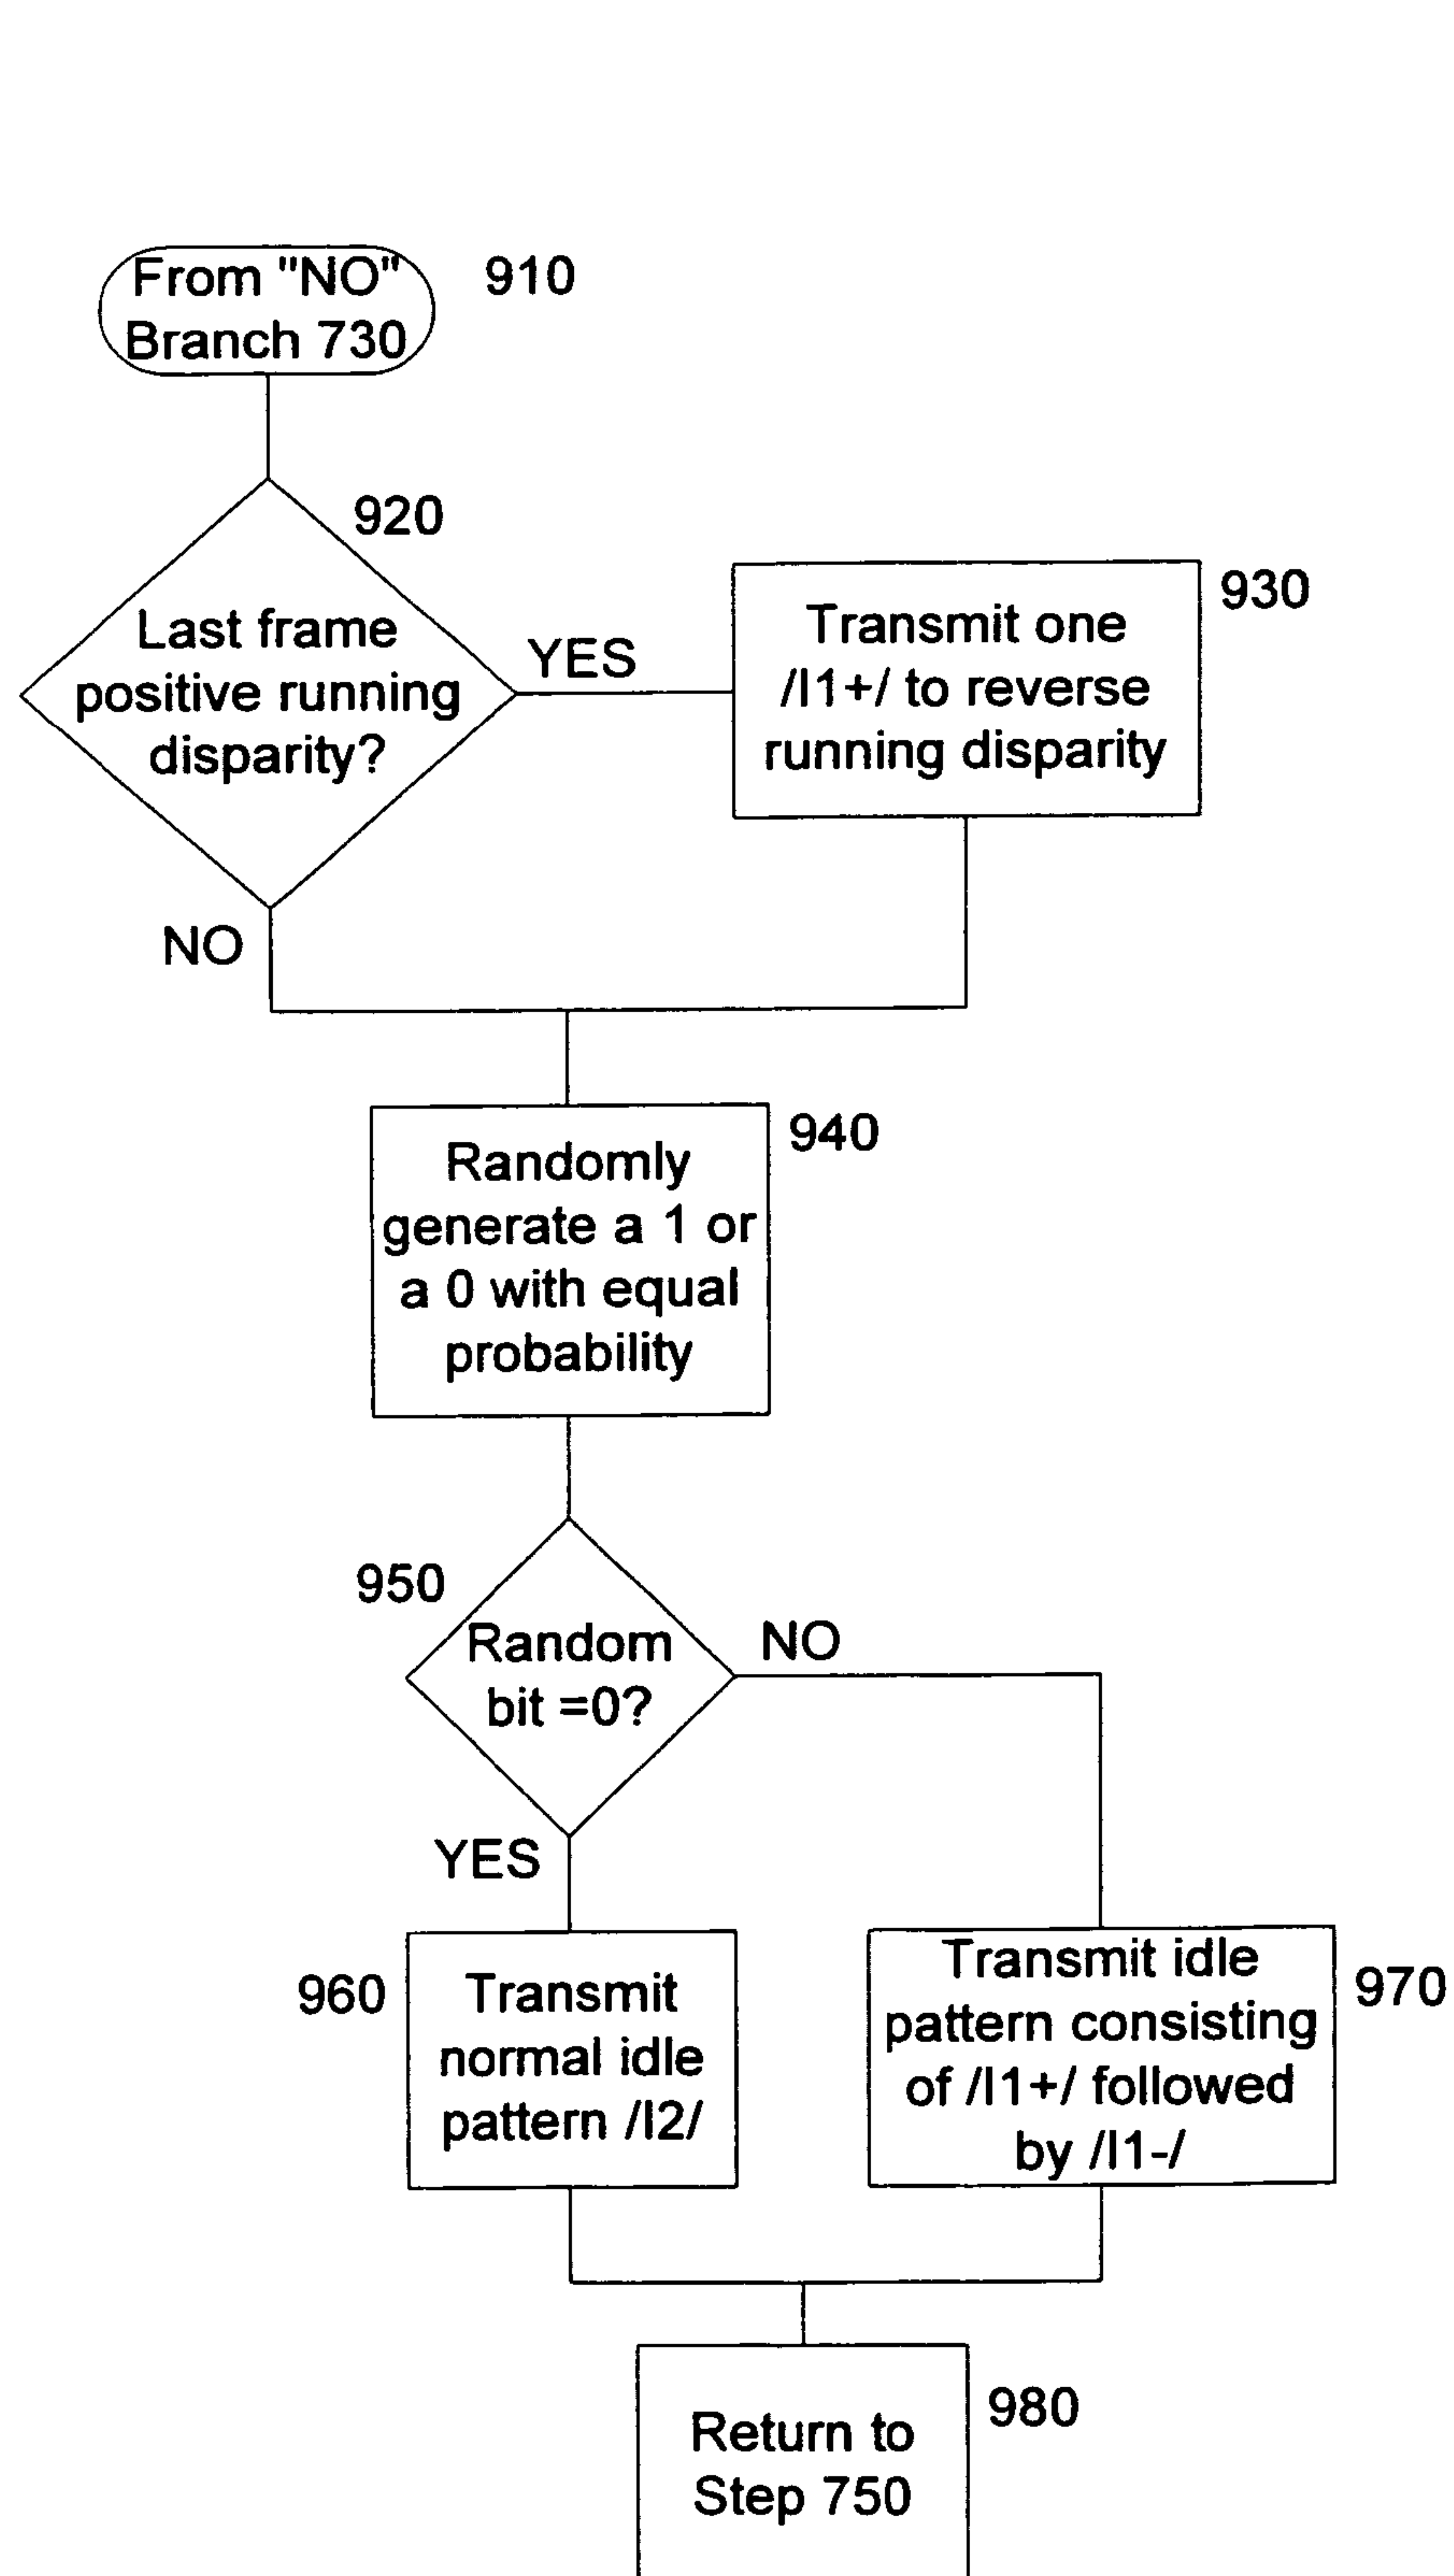 From "NO"
Branch 730
910
920
Last frame
positive running
disparity?
YES
930
Transmit one
/I1+/ to reverse
running disparity
NO
940
Randomly
generate a 1 or
a 0 with equal
probability
950
Random
bit =0?
NO
YES
960
Transmit
normal idle
pattern /I2/
Transmit idle
pattern consisting
of /I1+/ followed
by /I1-/
970
980
Return to
Step 750